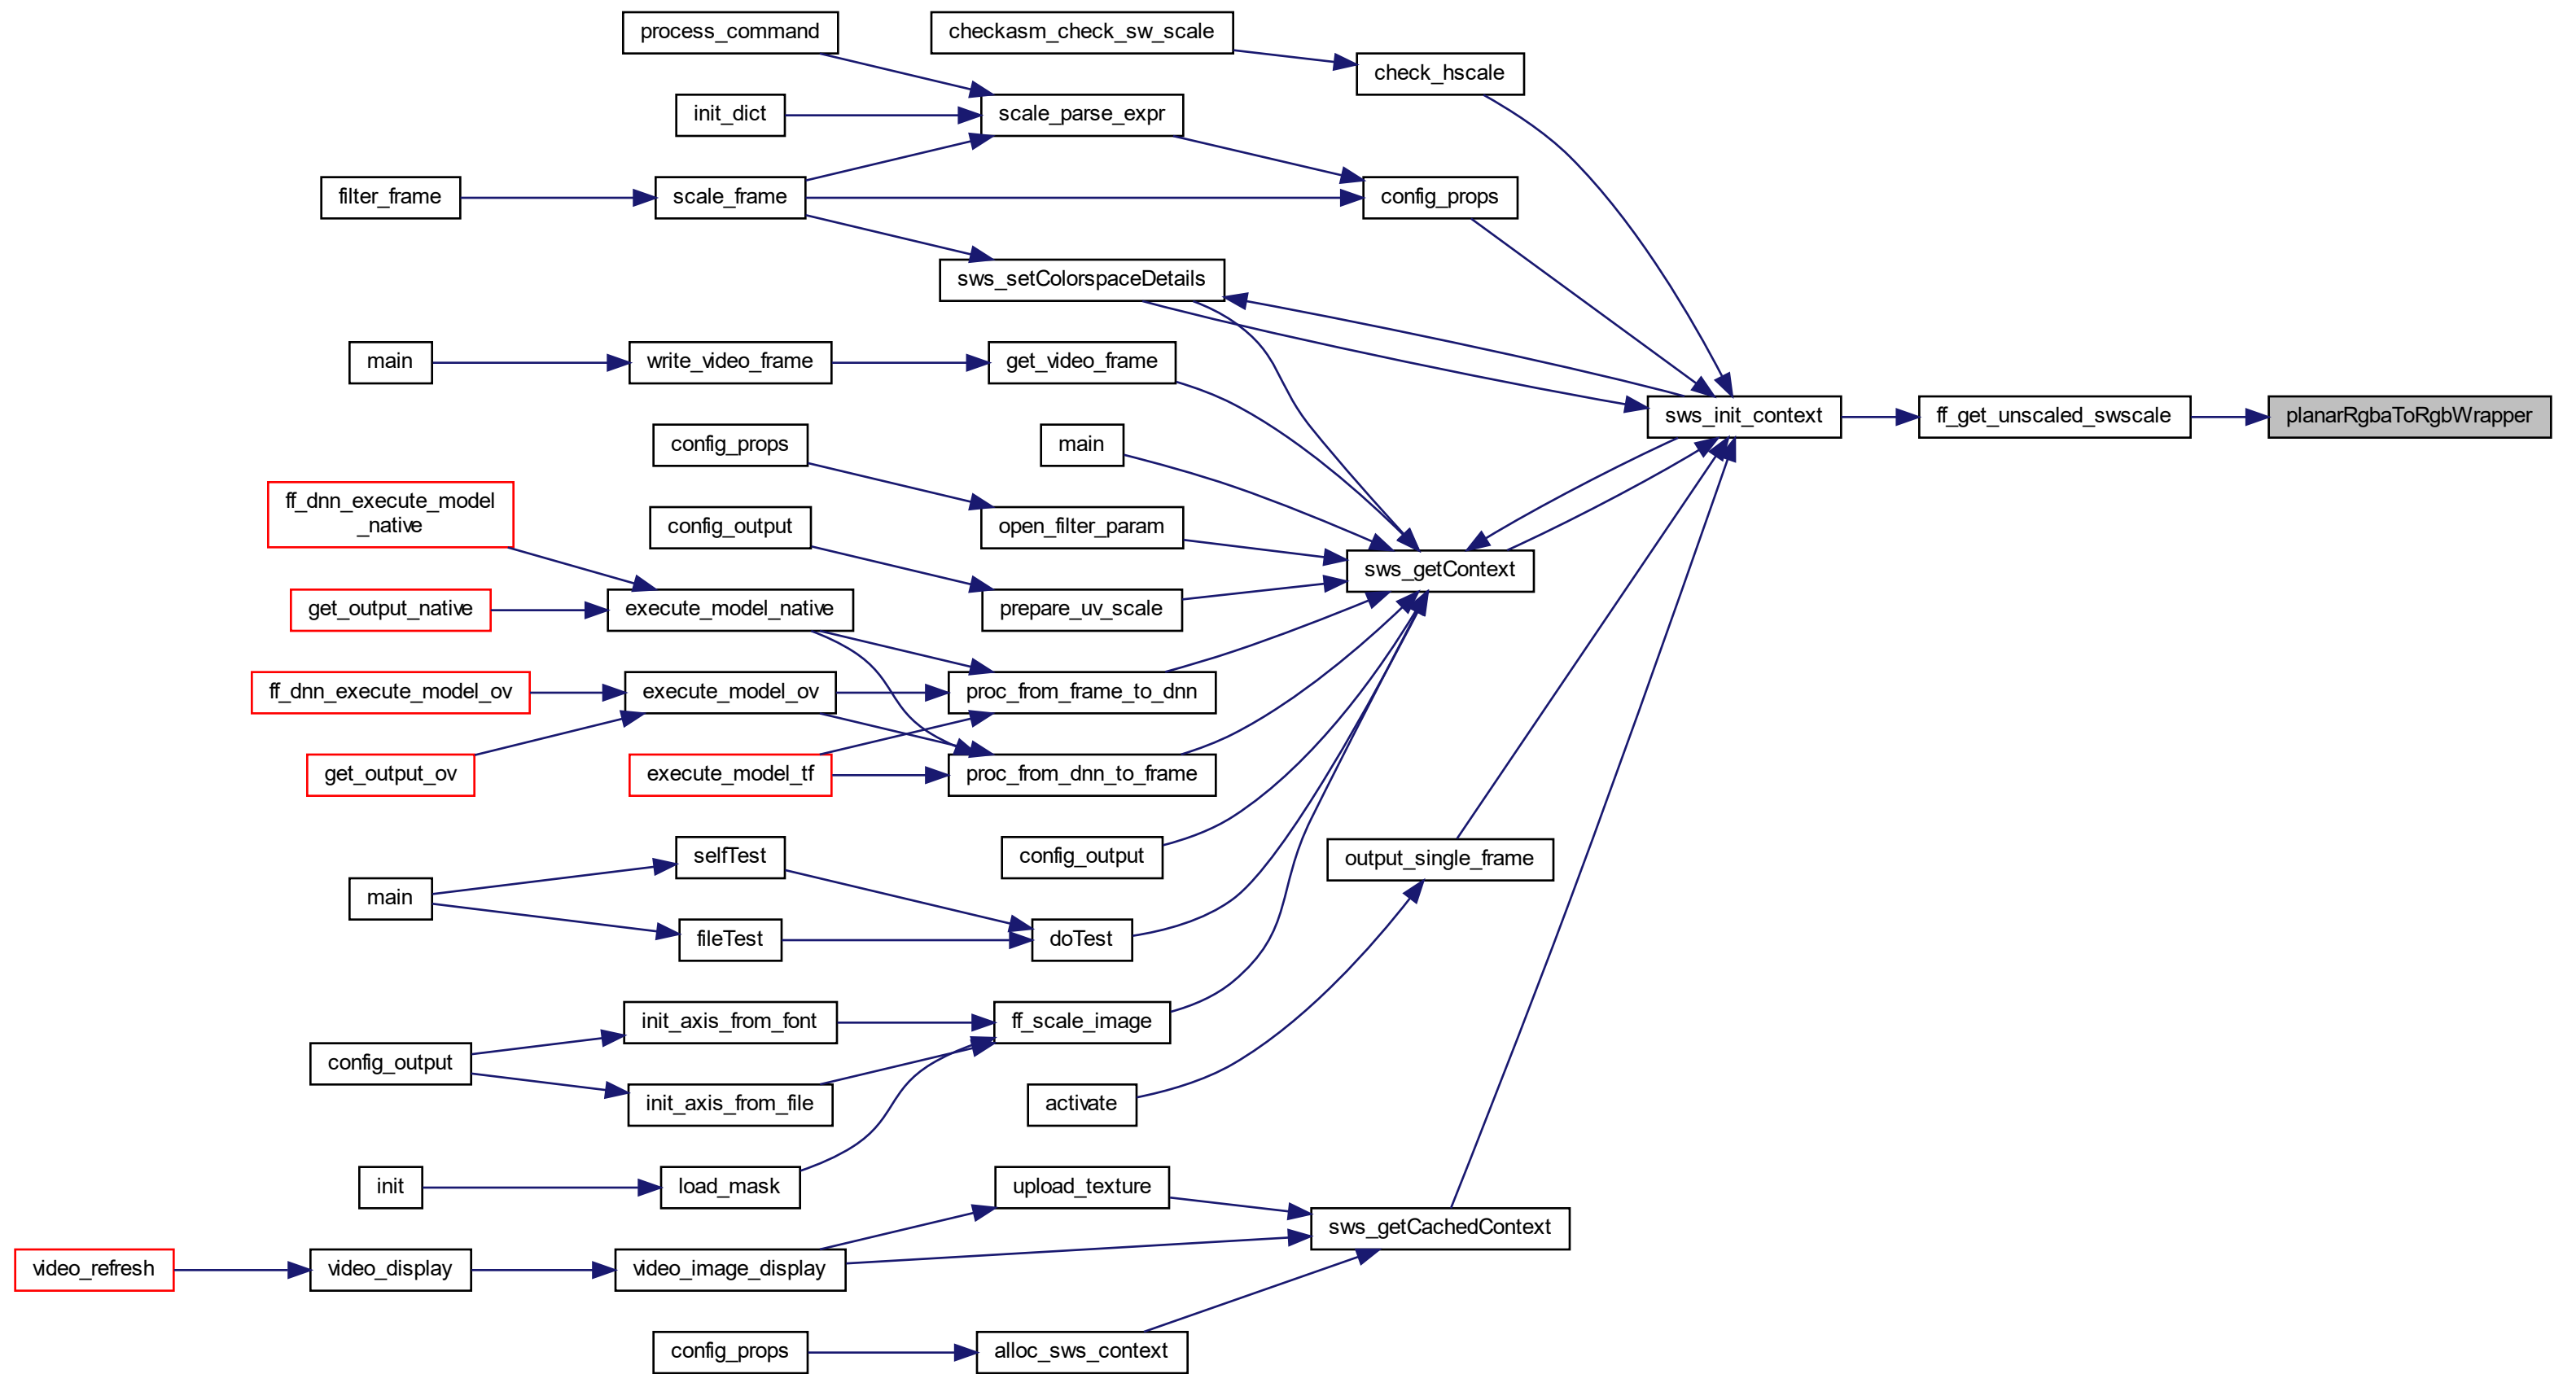 process_command
checkasm_check_sw_scale
check_hscale
init_dict
scale_parse_expr
filter_frame
scale_frame
config_props
sws_setColorspaceDetails
main
write_video_frame
get_video_frame
sws_init_context
ff_get_unscaled_swscale
planarRgbaToRgbWrapper
config_props
main
ff_dnn_execute_model
_native
config_output
open_filter_param
sws_getContext
get_output_native
execute_model_native
prepare_uv_scale
ff_dnn_execute_model_ov
execute_model_ov
proc_from_frame_to_dnn
get_output_ov
execute_model_tf
proc_from_dnn_to_frame
selfTest
config_output
output_single_frame
main
fileTest
doTest
init_axis_from_font
ff_scale_image
config_output
init_axis_from_file
activate
init
load_mask
upload_texture
sws_getCachedContext
video_refresh
video_display
video_image_display
config_props
alloc_sws_context